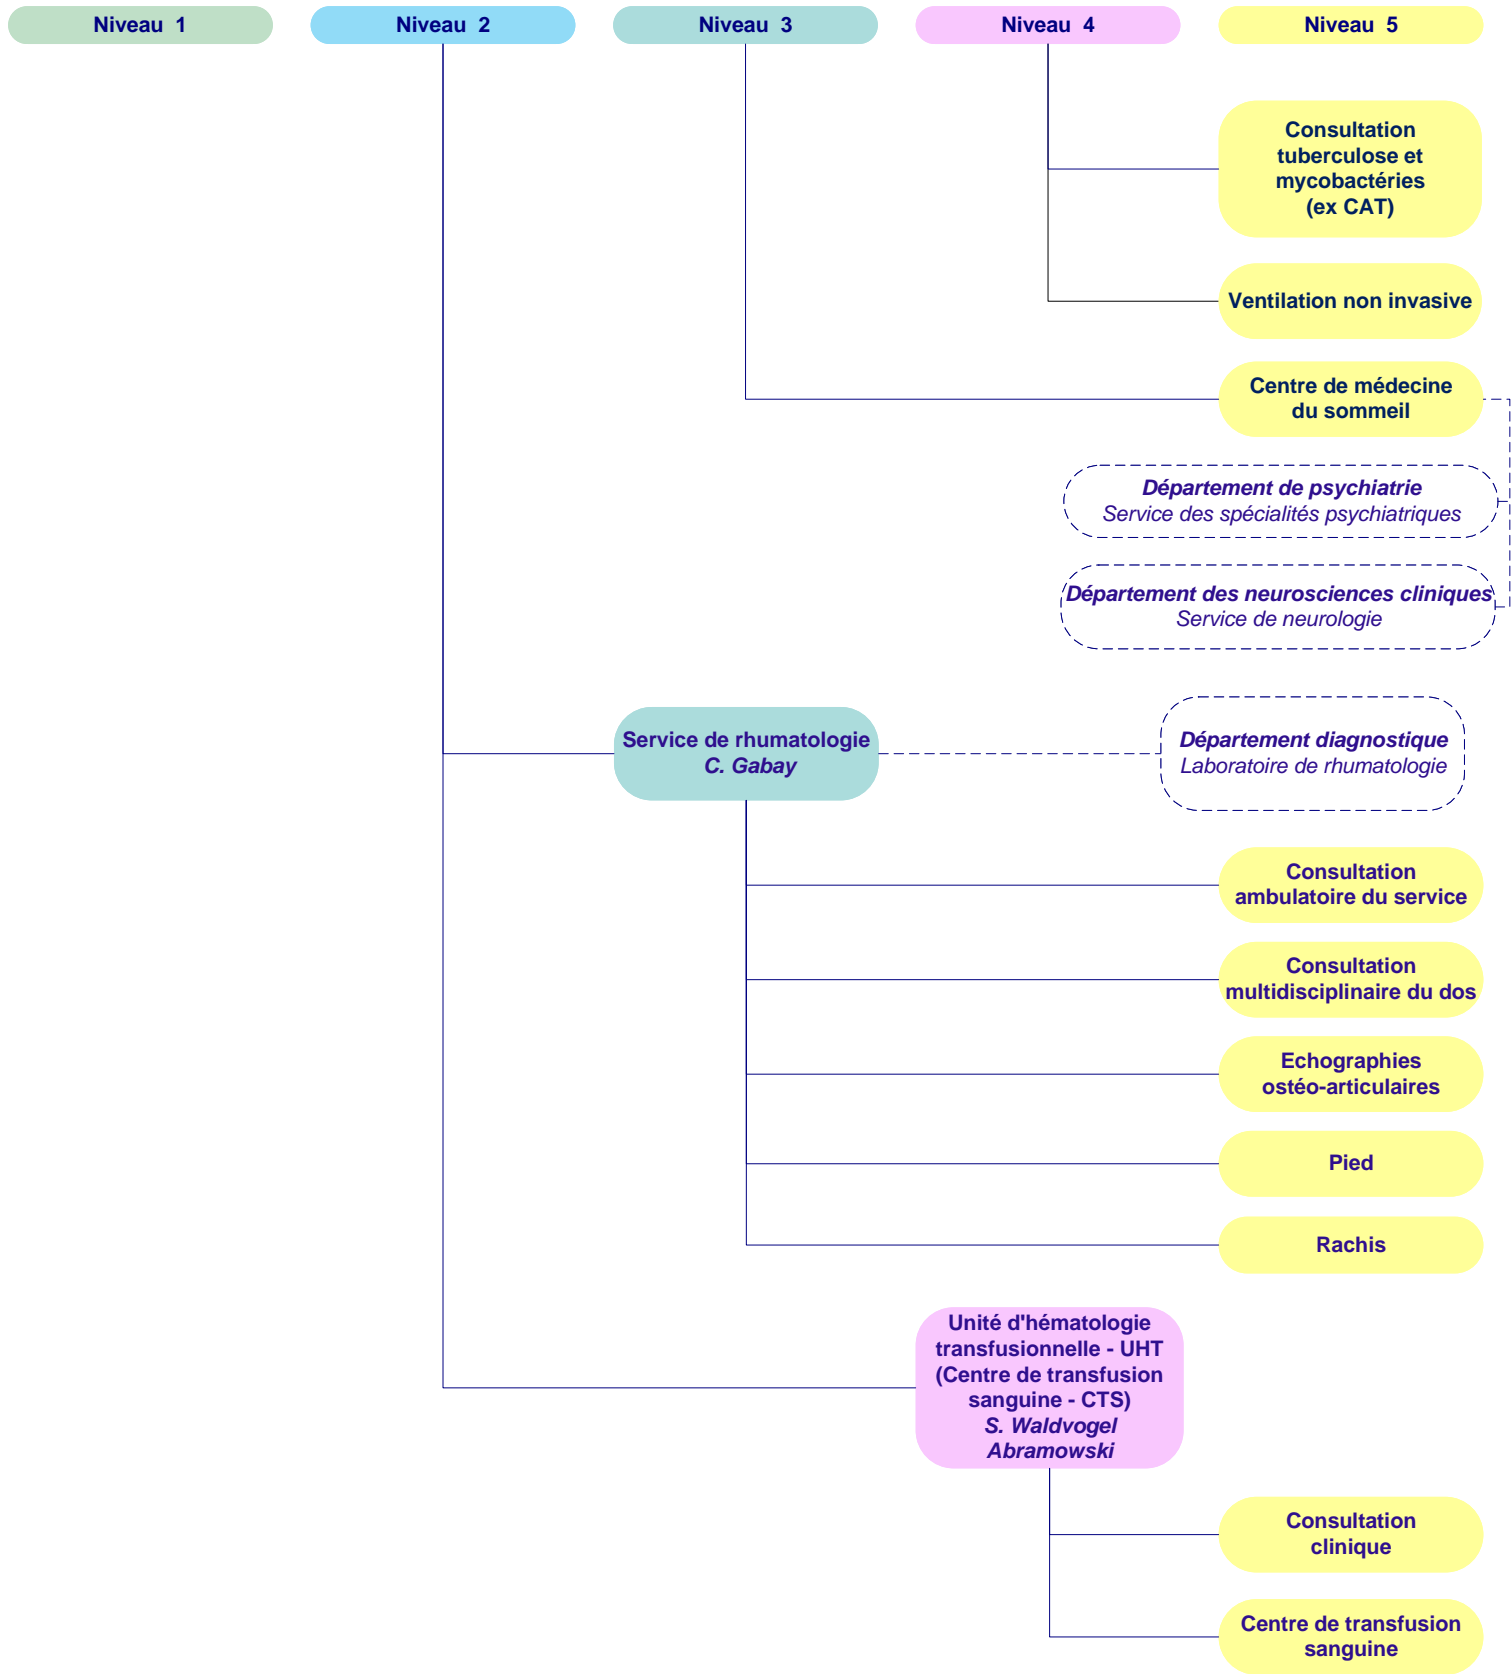 Niveau 1
Niveau 2
Niveau 3
Niveau 4
Niveau 5
Consultation
tuberculose et
mycobactéries
(ex CAT)
Ventilation non invasive
Centre de médecine
du sommeil
Département de psychiatrie
Service des spécialités psychiatriques
Département des neurosciences cliniques
Service de neurologie
Service de rhumatologie
C. Gabay
Département diagnostique
Laboratoire de rhumatologie
Consultation
ambulatoire du service
Consultation
multidisciplinaire du dos
Echographies
ostéo-articulaires
Pied
Rachis
Unité d'hématologie
transfusionnelle - UHT
(Centre de transfusion
sanguine - CTS)
S. Waldvogel
Abramowski
Consultation
clinique
Centre de transfusion
sanguine